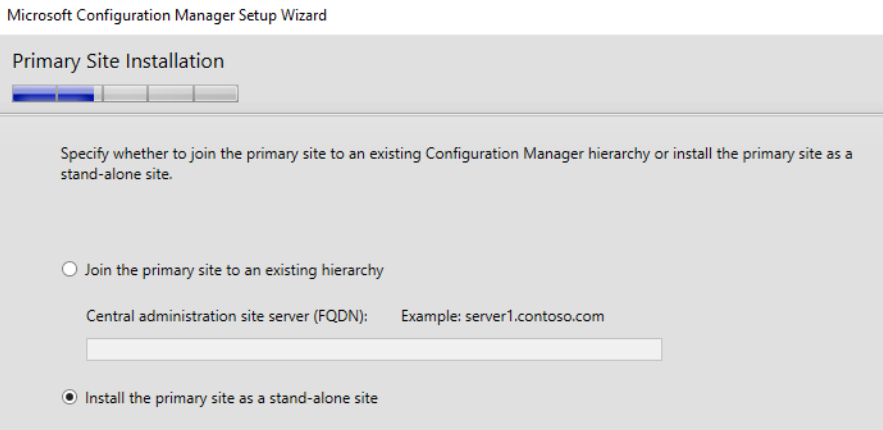 Microsoft Configuration Manager Setup Wizard
Primary Site Installation
Specify whether to join the primary site to an existing Configuration Manager hierarchy or install the primary site as a
stand-alone site.
Join the primary site to an existing hierarchy
Central administration site server (FQDN): Example: server1.contoso.com
Install the primary site as a stand-alone site